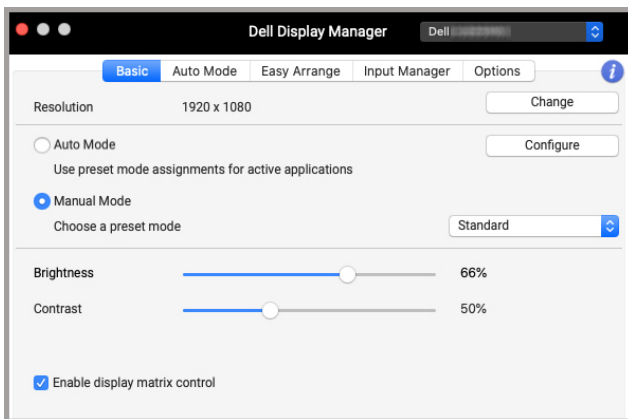 Dell Display Manager Dell
Basic Auto Mode Easy Arrange Input Manager Options i
Resolution 1920 x 1080 Change
Auto Mode Configure
Use preset mode assignments for active applications
Manual Mode
Choose a preset mode Standard
Brightness 66%
Contrast 50%
Enable display matrix control